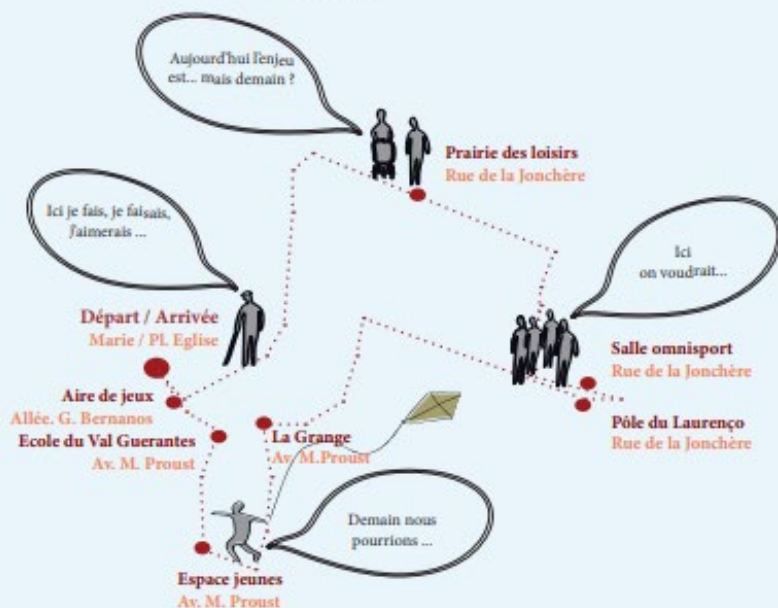 Aujourd'hui l'enjeu
est... mais demain ?
Prairie des loisirs
Rue de la Jonchère
Ici je fais, je faisais,
J'aimerais ...
Ici
on voudrait...
Départ / Arrivée
Marie / Pl. Eglise
Salle omnisport
Rue de la Jonchère
Aire de jeux
Allée. G. Bernanos
Pôle du Laurenço
Rue de la Jonchère
Ecole du Val Guerantes
Av. M. Proust
La Grange
Av. M.Proust
Demain nous
pourrions ...
Espace jeunes
Av. M. Proust